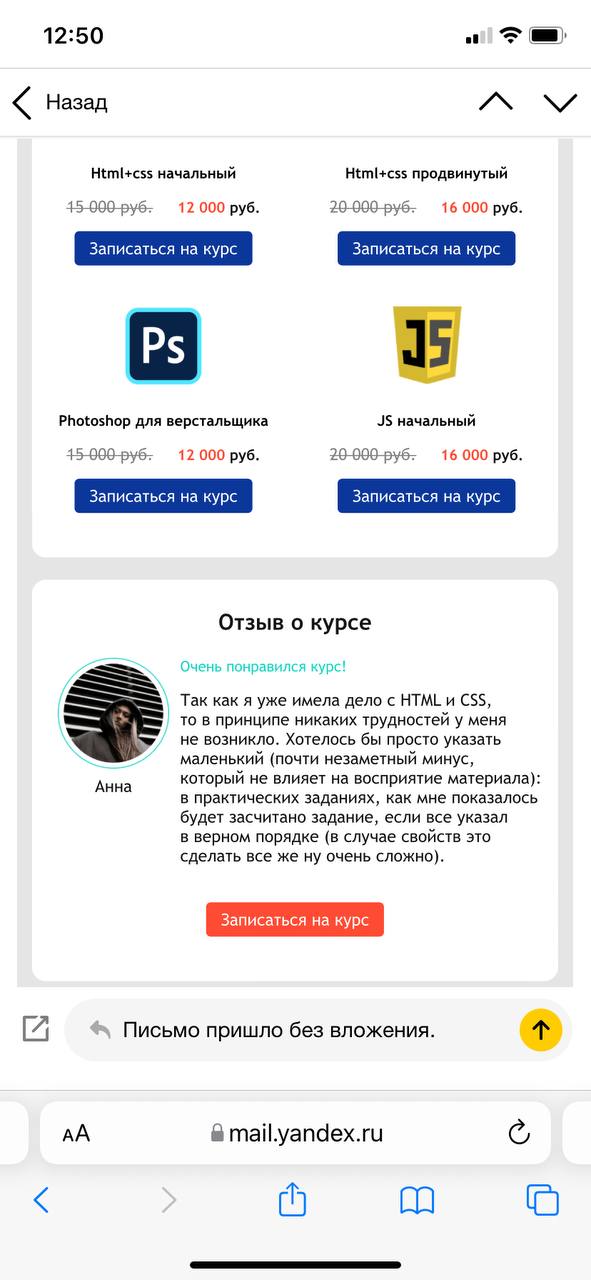 12:50
Назад
Html+css начальный
Html+css продвинутый
15 000 руб. 12 000 руб.
20 000 руб. 16 000 руб.
Записаться на курс
Записаться на курс
Ps
JS
Photoshop для верстальщика
JS начальный
15 000 руб. 12 000 руб.
20 000 руб. 16 000 руб.
Записаться на курс
Записаться на курс
Отзыв о курсе
Очень понравился курс!
Так как я уже имела дело с HTML и CSS,
то в принципе никаких трудностей у меня
не возникло. Хотелось бы просто указать
маленький (почти незаметный минус,
который не влияет на восприятие материала):
в практических заданиях, как мне показалось
будет засчитано задание, если все указал
в верном порядке (в случае свойств это
сделать все же ну очень сложно).
Анна
Записаться на курс
Письмо пришло без вложения.
AA
mail.yandex.ru